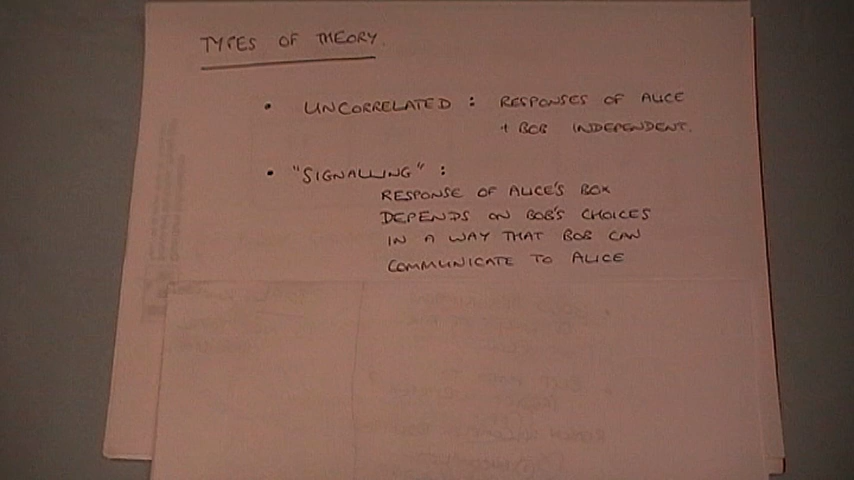 TYPES OF THEORY.
• UNCORRELATED : RESPONSES OF ALICE
+ BOB INDEPENDENT.
• "SIGNALLING" :
RESPONSE OF ALICE'S BOX
DEPENDS ON BOB'S CHOICES
IN A WAY THAT BOB CAN
COMMUNICATE TO ALICE